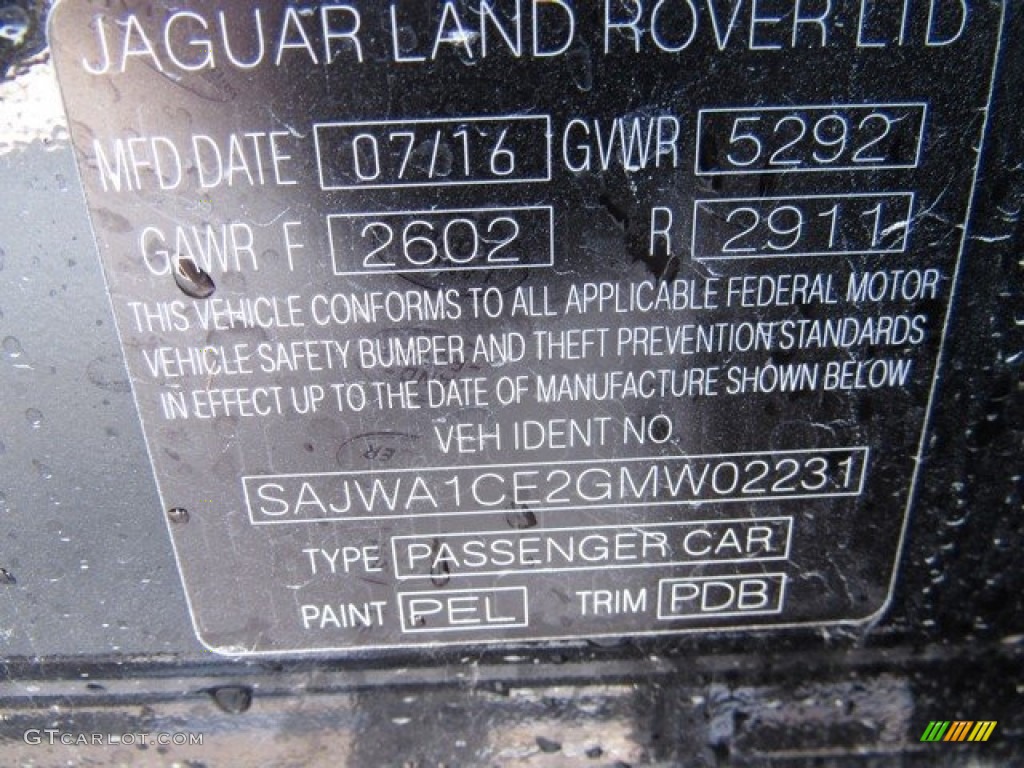 JAGUAR LAND ROVER LTD
MFD DATE 07/16 GVWR 5292
GAWR F 2602 R 2911
THIS VEHICLE CONFORMS TO ALL APPLICABLE FEDERAL MOTOR
VEHICLE SAFETY BUMPER AND THEFT PREVENTION STANDARDS
IN EFFECT UP TO THE DATE OF MANUFACTURE SHOWN BELOW
VEH IDENT NO.
SAJWA1CE2GMW02231
TYPE PASSENGER CAR
PAINT PEL TRIM PDB
GTCARLOT.COM